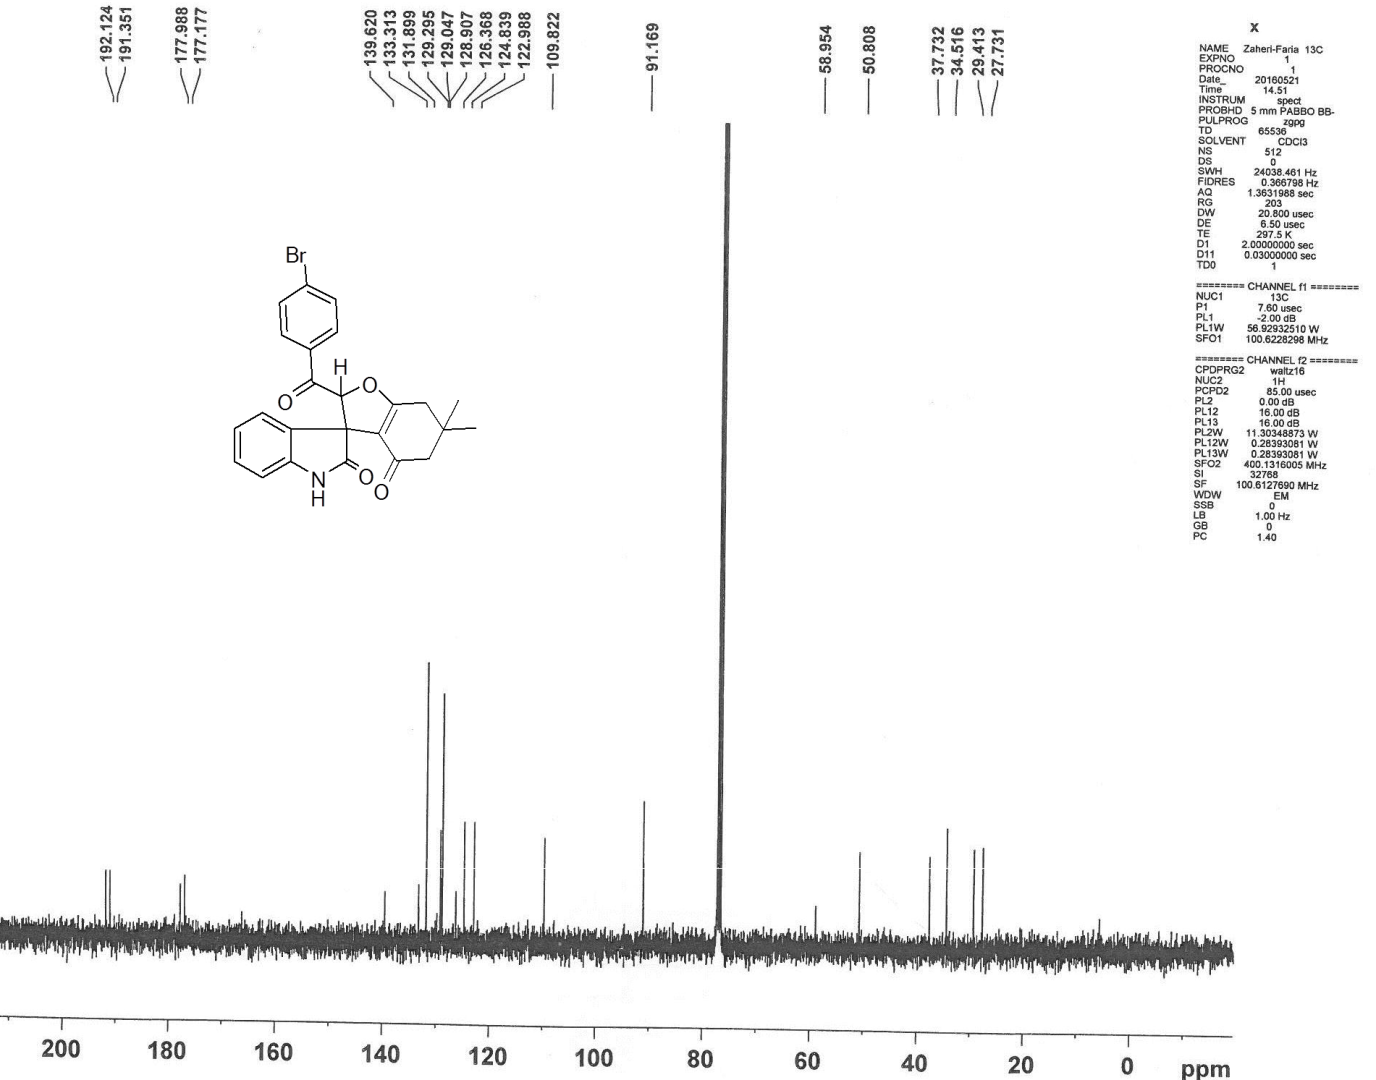 192.124
191.351
177.988
177.177
139.620
133.313
131.899
129.295
129.047
128.907
126.368
124.839
122.988
109.822
91.169
58.954
50.808
37.732
34.516
29.413
27.731
X
NAME Zaheri-Faria 13C
EXPNO 1
PROCNO 1
Date_ 20160521
Time 14.51
INSTRUM spect
PROBHD 5 mm PABBO BB-
PULPROG zgpg
TD 65536
SOLVENT CDCl3
NS 512
DS 0
SWH 24038.461 Hz
FIDRES 0.366798 Hz
AQ 1.3631988 sec
RG 203
DW 20.800 usec
DE 6.50 usec
TE 297.5 K
D1 2.00000000 sec
D11 0.03000000 sec
TD0 1
======== CHANNEL f1 ========
NUC1 13C
P1 7.60 usec
PL1 -2.00 dB
PL1W 56.92932510 W
SFO1 100.6228298 MHz
======== CHANNEL f2 ========
CPDPRG2 waltz16
NUC2 1H
PCPD2 85.00 usec
PL2 0.00 dB
PL12 16.00 dB
PL13 16.00 dB
PL2W 11.30348873 W
PL12W 0.28393081 W
PL13W 0.28393081 W
SFO2 400.1316005 MHz
SI 32768
SF 100.6127690 MHz
WDW EM
SSB 0
LB 1.00 Hz
GB 0
PC 1.40
Br
H
O
O
O
NH
O
200 180 160 140 120 100 80 60 40 20 0 ppm